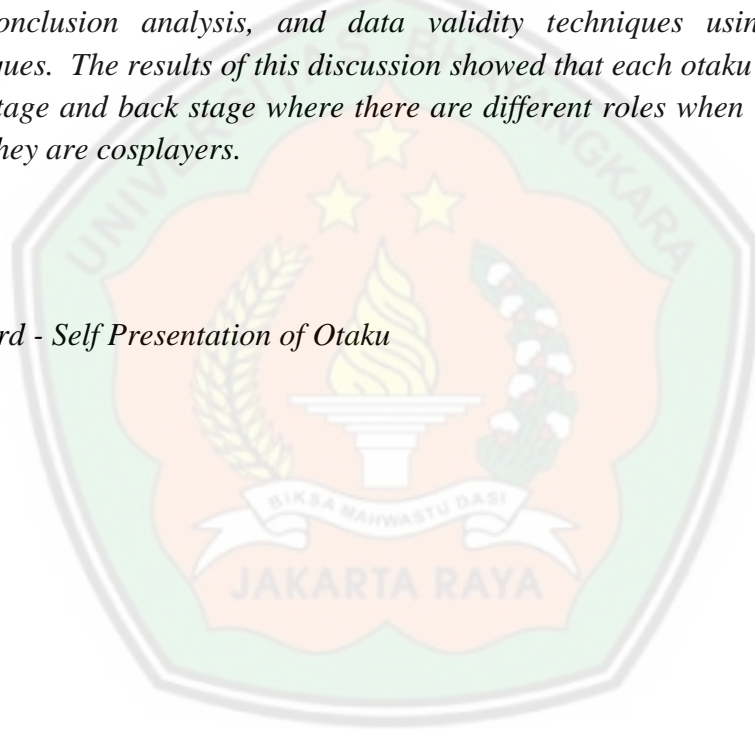 onclusion analysis, and data validity techniques usin
ues. The results of this discussion showed that each otaku
tage and back stage where there are different roles when
hey are cosplayers.
rd - Self Presentation of Otaku
UNIVERSITAS BHAYANGKARA
BIKSA MAHWASTU DASI
JAKARTA RAYA